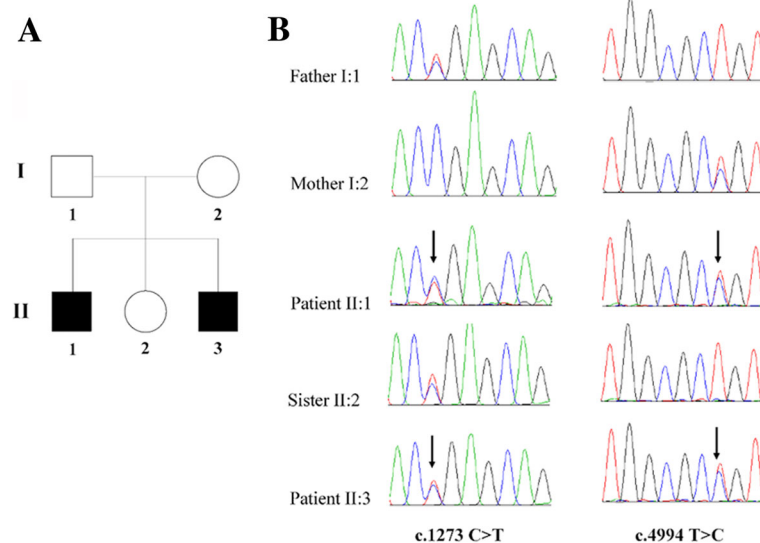 A
B
Father I:1
I
1
2
Mother I:2
II
1
2
3
Patient II:1
Sister II:2
Patient II:3
c.1273 C>T
c.4994 T>C